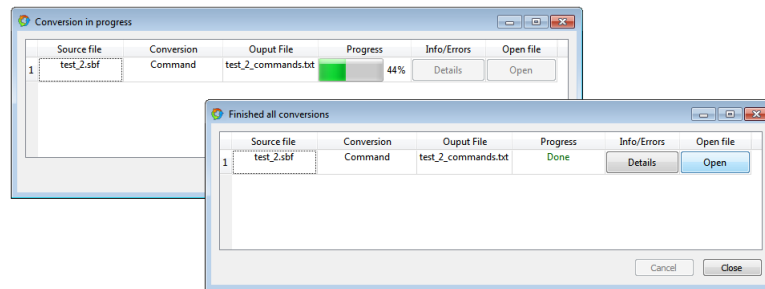 Conversion in progress
Source file Conversion Ouput File Progress Info/Errors Open file
1 test_2.sbf Command test_2_commands.txt 44% Details Open
Finished all conversions
Source file Conversion Ouput File Progress Info/Errors Open file
1 test_2.sbf Command test_2_commands.txt Done Details Open
Cancel Close